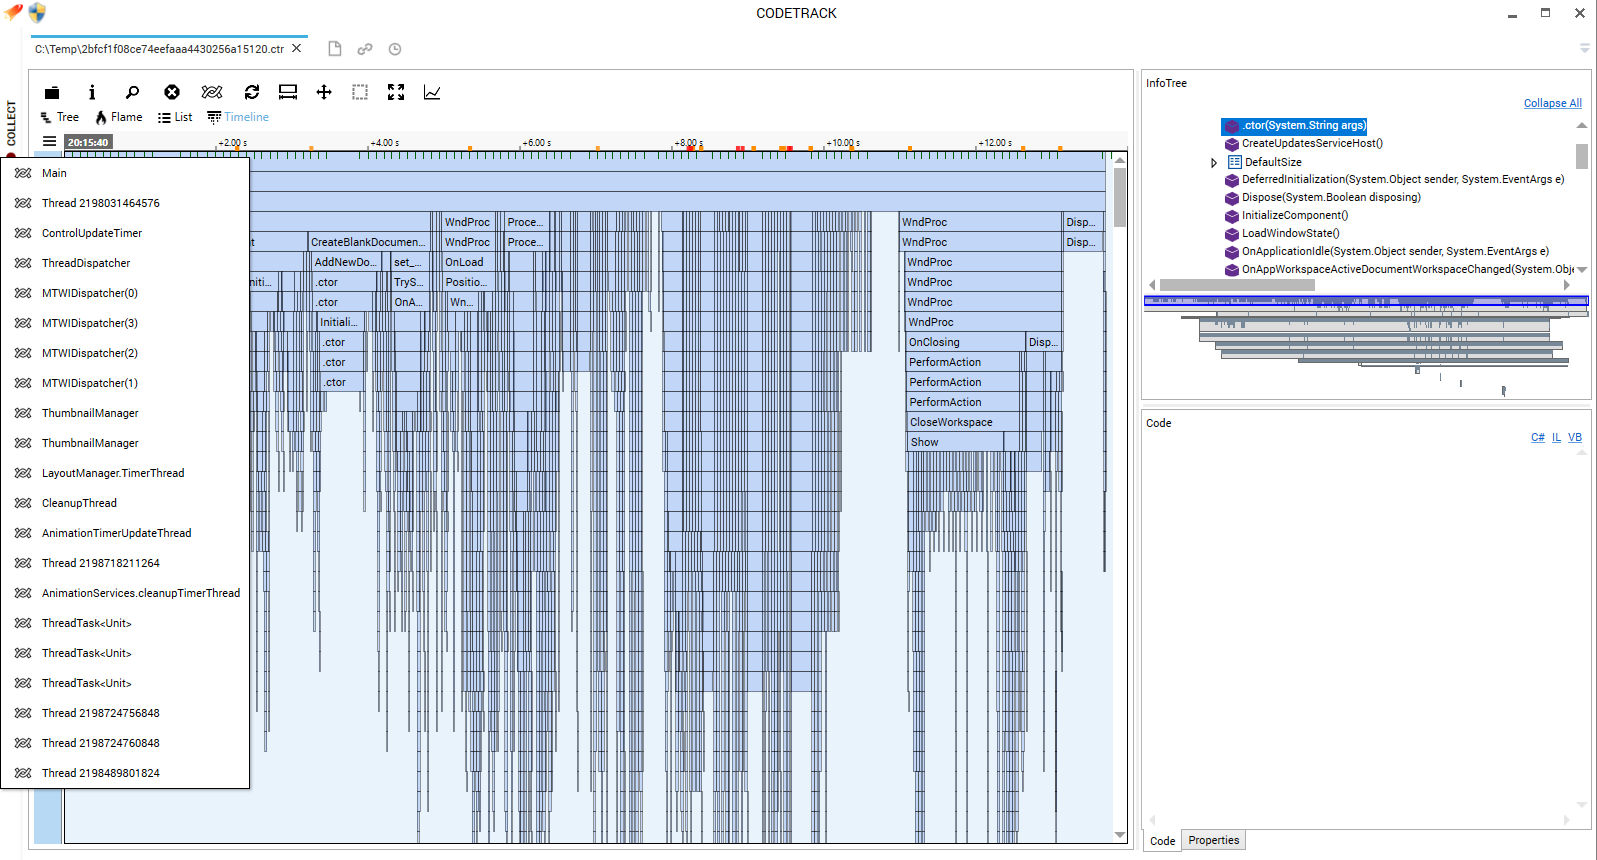 CODETRACK
C:\Temp\2bfcf1f08ce74eefaaa4430256a15120.ctr
COLLECT
Tree Flame List Timeline
20:15:40 +2.00 s +4.00 s +6.00 s +8.00 s +10.00 s +12.00 s
Main
Thread 2198031464576
ControlUpdateTimer
ThreadDispatcher
MTWIDispatcher(0)
MTWIDispatcher(3)
MTWIDispatcher(2)
MTWIDispatcher(1)
ThumbnailManager
ThumbnailManager
LayoutManager.TimerThread
CleanupThread
AnimationTimerUpdateThread
Thread 2198718211264
AnimationServices.cleanupTimerThread
ThreadTask<Unit>
ThreadTask<Unit>
ThreadTask<Unit>
Thread 2198724756848
Thread 2198724760848
Thread 2198489801824
WndProc Proce... WndProc Disp...
CreateBlankDocumen... WndProc Proce... WndProc Disp...
AddNewDo... set_... OnLoad WndProc
.ctor TryS... Positio... WndProc
.ctor OnA... Wn... WndProc
Initiali... WndProc
.ctor OnClosing Disp...
.ctor PerformAction
.ctor PerformAction
PerformAction
CloseWorkspace
Show
InfoTree
Collapse All
.ctor(System.String args)
CreateUpdatesServiceHost()
DefaultSize
DeferredInitialization(System.Object sender, System.EventArgs e)
Dispose(System.Boolean disposing)
InitializeComponent()
LoadWindowState()
OnApplicationIdle(System.Object sender, System.EventArgs e)
OnAppWorkspaceActiveDocumentWorkspaceChanged(System.Obje
Code
C# IL VB
Code Properties